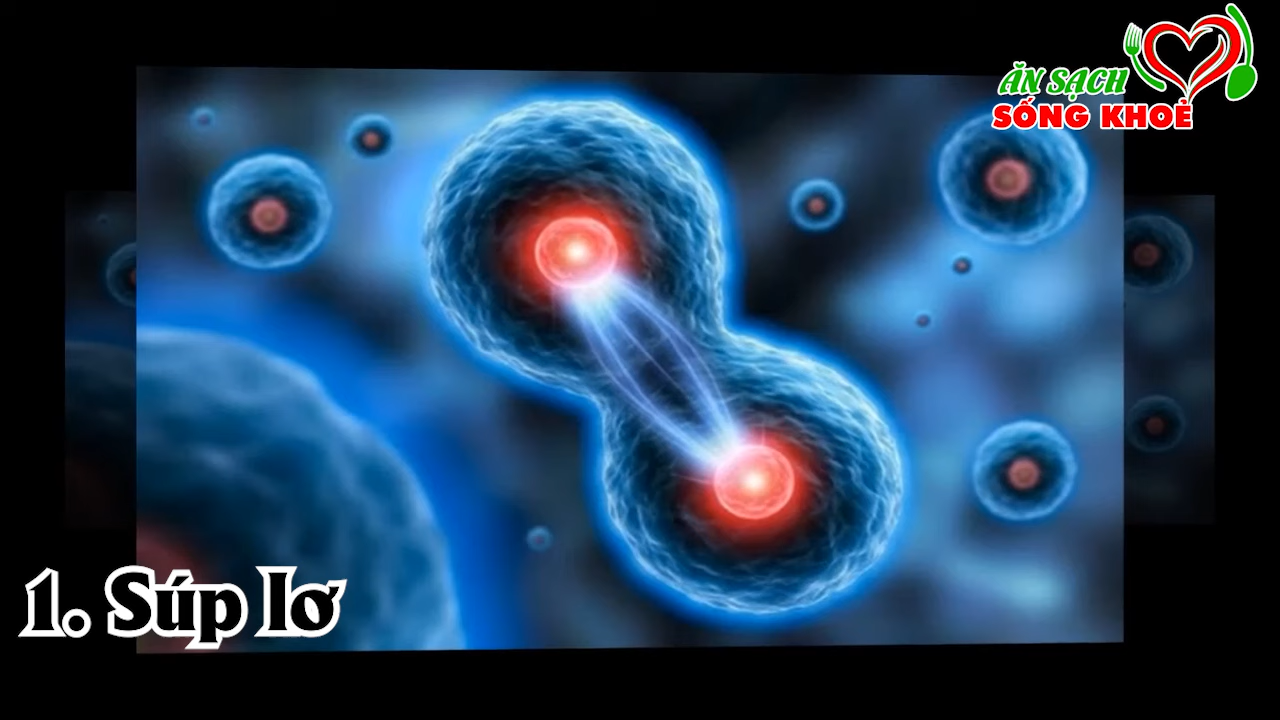 ĂN SẠCH
SỐNG KHOẺ
1. Súp lơ